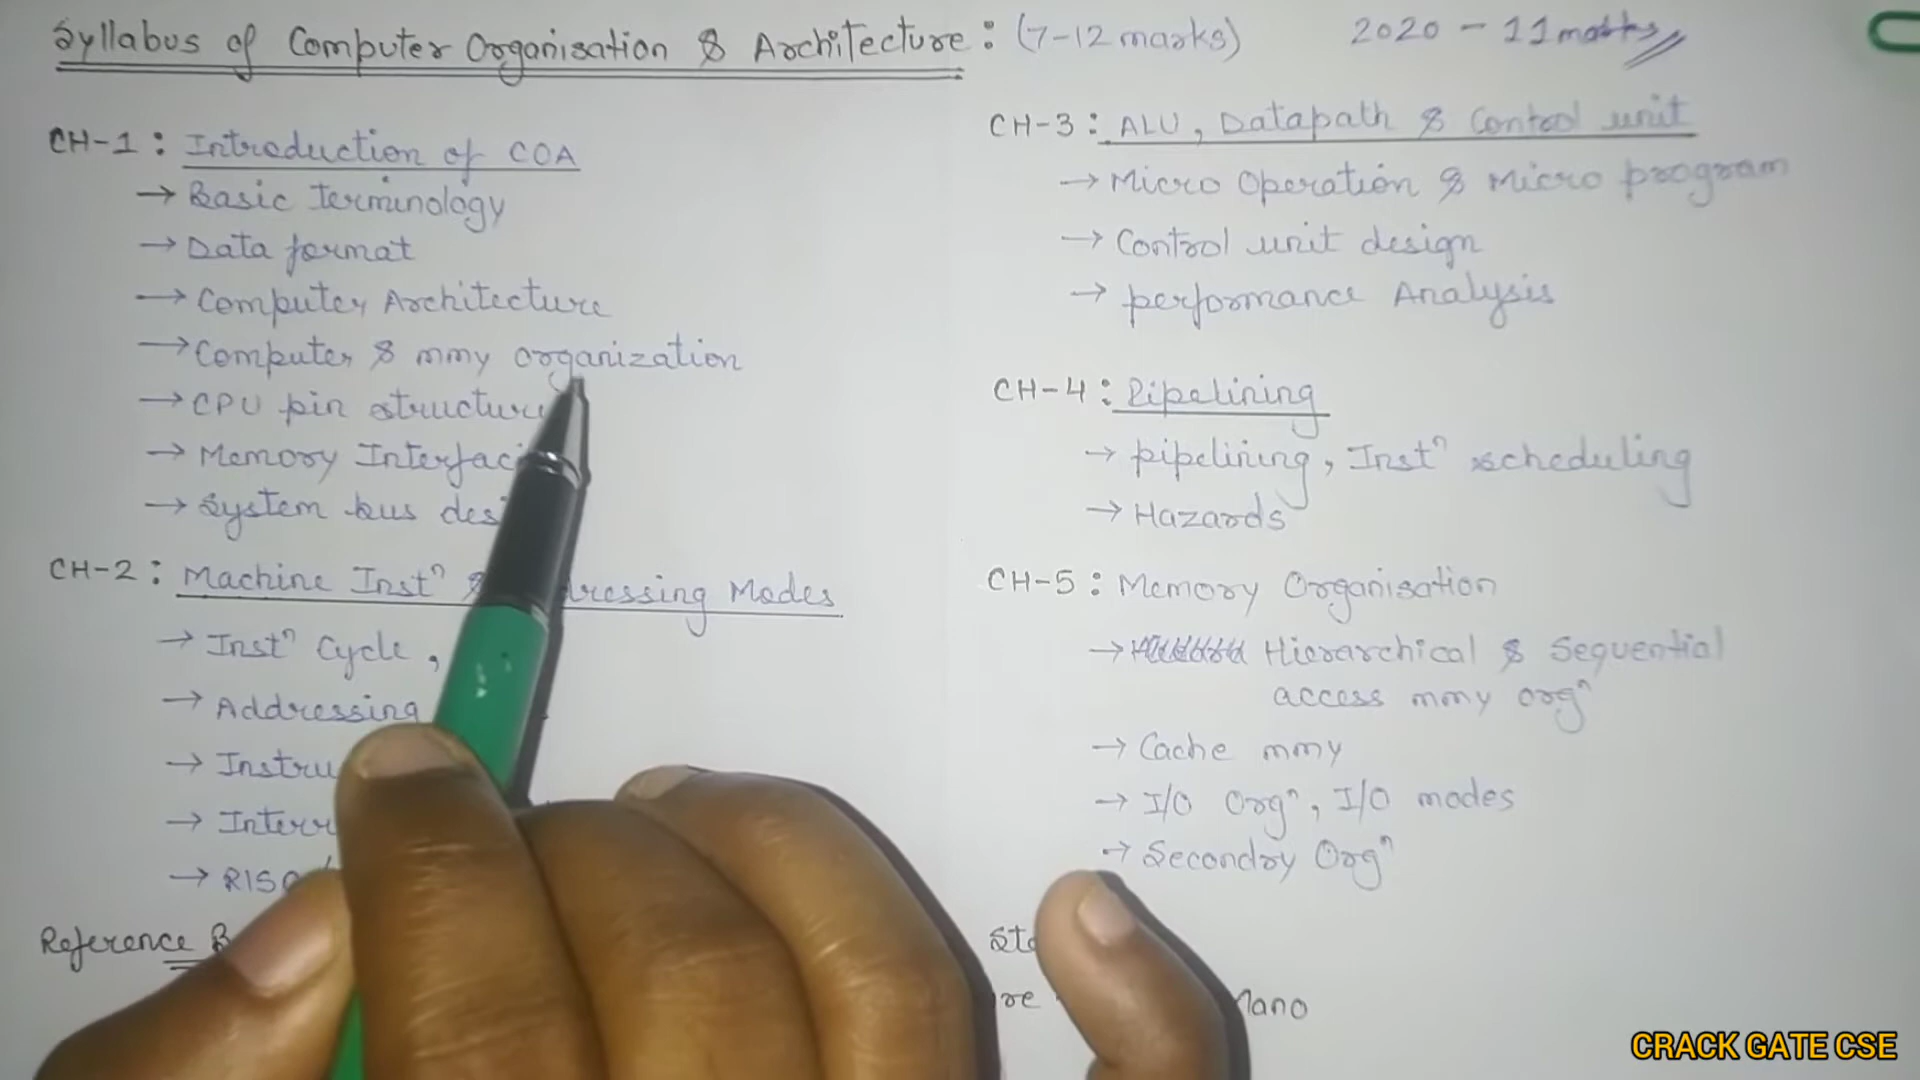 Syllabus of Computer Organisation & Architecture : (7-12 marks) 2020 - 11 marks
CH-1 : Introduction of COA
→ Basic Terminology
→ Data format
→ Computer Architecture
→ Computer & mmy organization
→ CPU pin structure
→ Memory Interfaci
→ System bus des
CH-2 : Machine Instⁿ & dressing Modes
→ Instⁿ Cycle,
→ Addressing
→ Instru
→ Interr
→ RISC
Reference B
CH-3 : ALU, Datapath & Control unit
→ Micro Operation & Micro program
→ Control unit design
→ performance Analysis
CH-4 : Pipelining
→ pipelining, Instⁿ scheduling
→ Hazards
CH-5 : Memory Organisation
→ Hierarchical & Sequential
access mmy orgⁿ
→ Cache mmy
→ I/O Orgⁿ, I/O modes
→ Secondry Orgⁿ
re Mano
CRACK GATE CSE